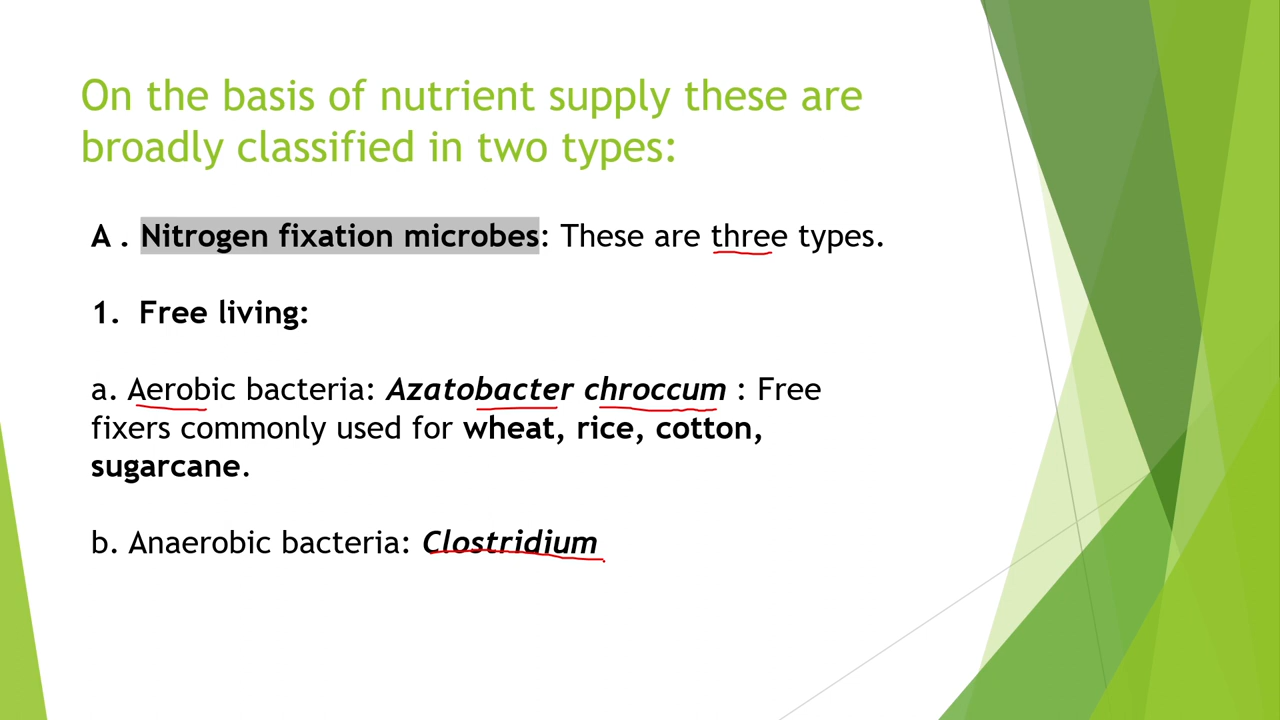 On the basis of nutrient supply these are
broadly classified in two types:
A . Nitrogen fixation microbes: These are three types.
1. Free living:
a. Aerobic bacteria: Azatobacter chroccum : Free
fixers commonly used for wheat, rice, cotton,
sugarcane.
b. Anaerobic bacteria: Clostridium